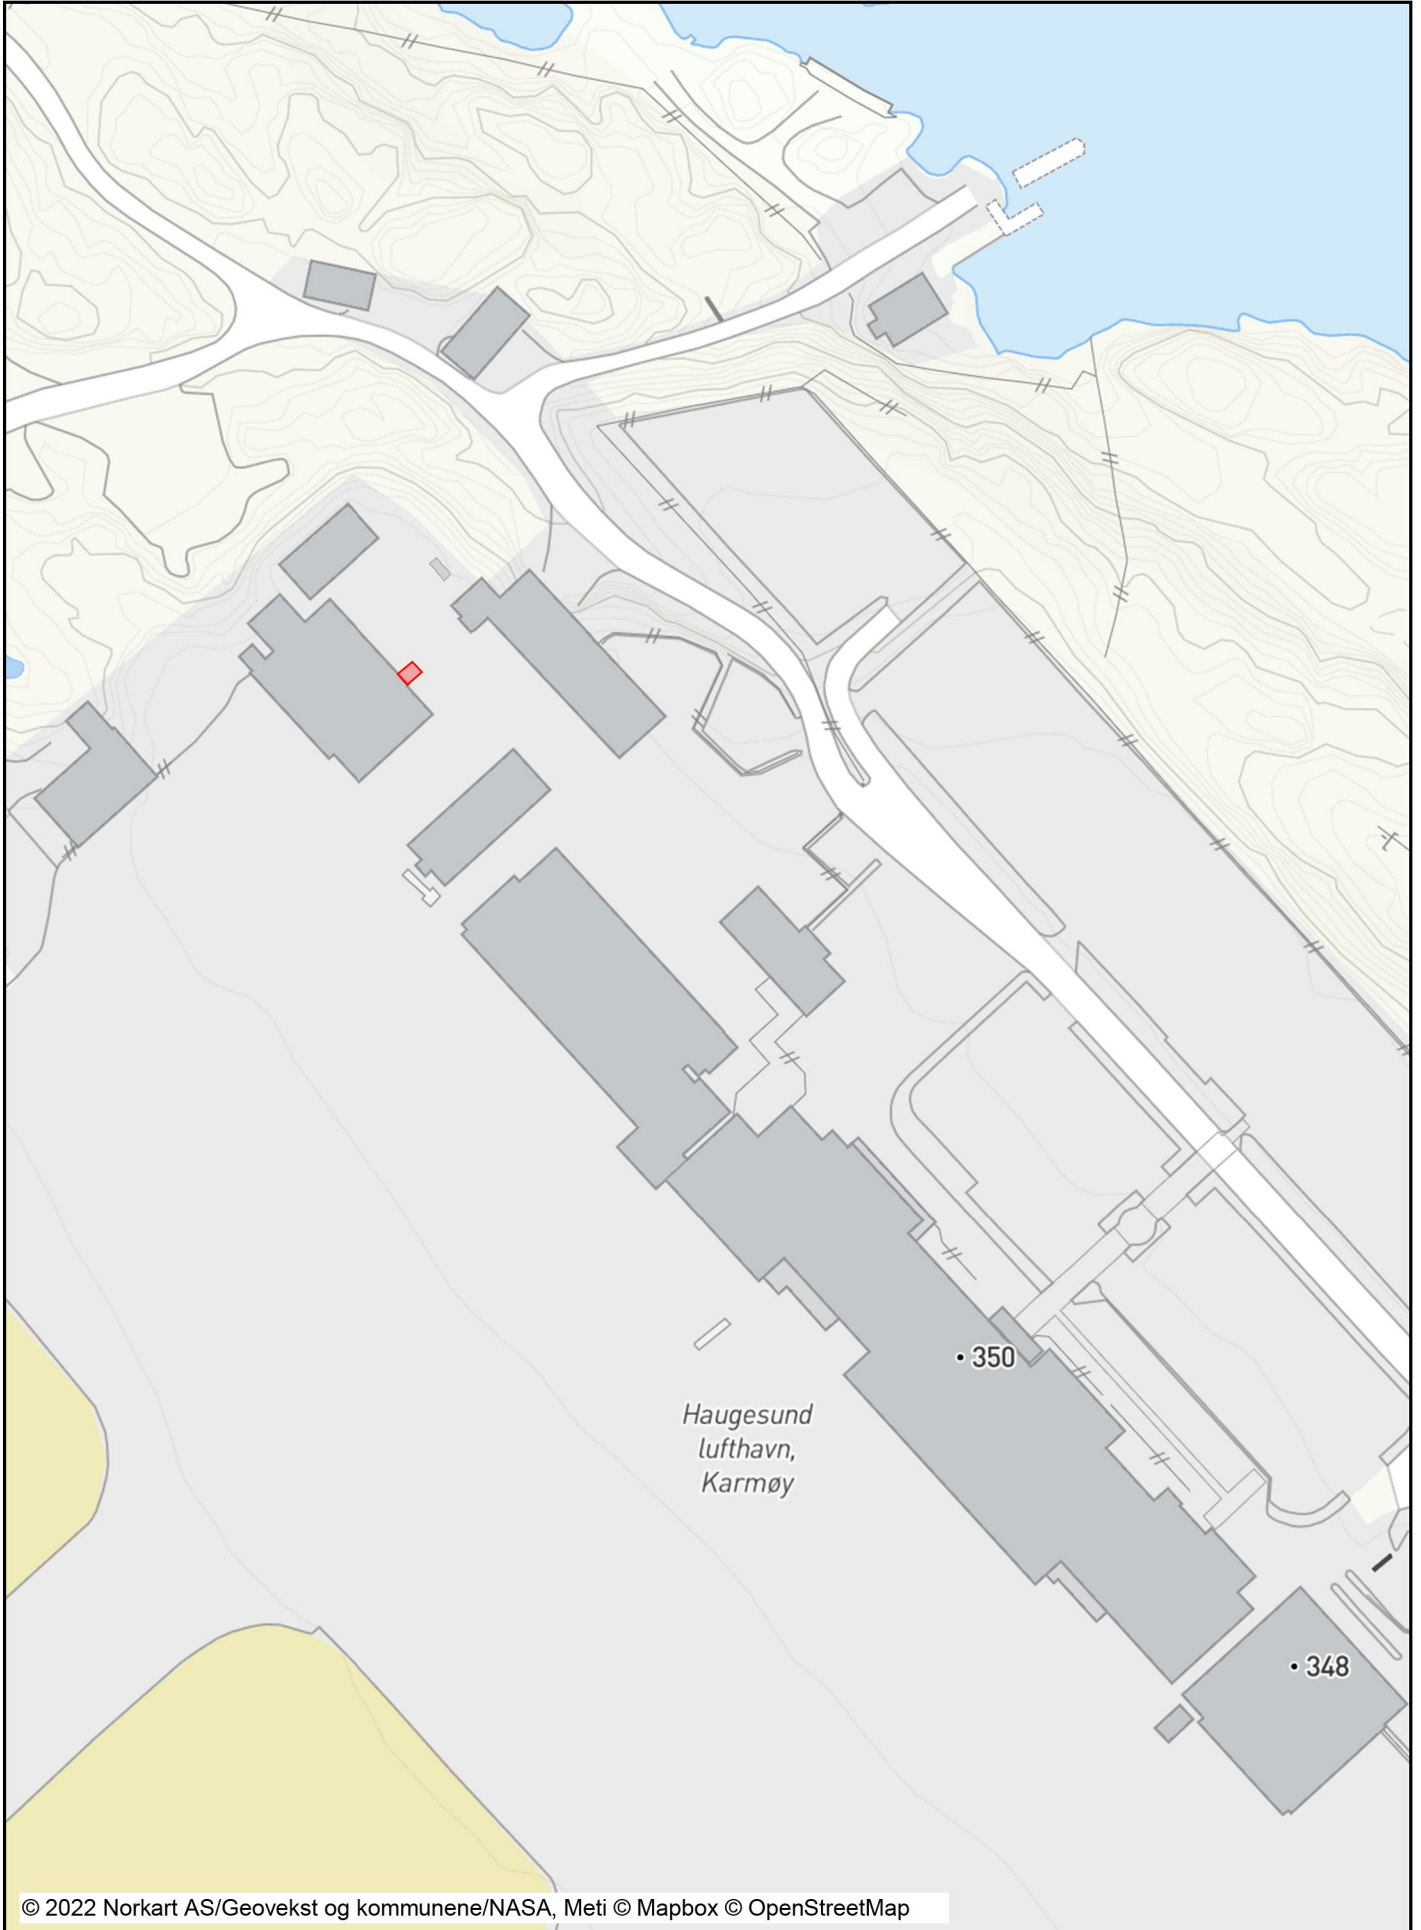 • 350
Haugesund
lufthavn,
Karmøy
• 348
© 2022 Norkart AS/Geovekst og kommunene/NASA, Meti © Mapbox © OpenStreetMap